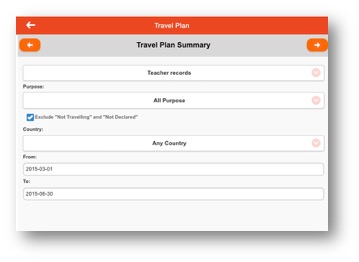 Travel Plan
Travel Plan Summary
Teacher records
Purpose:
All Purpose
Exclude "Not Travelling" and "Not Declared"
Country:
Any Country
From:
2015-03-01
To:
2015-06-30